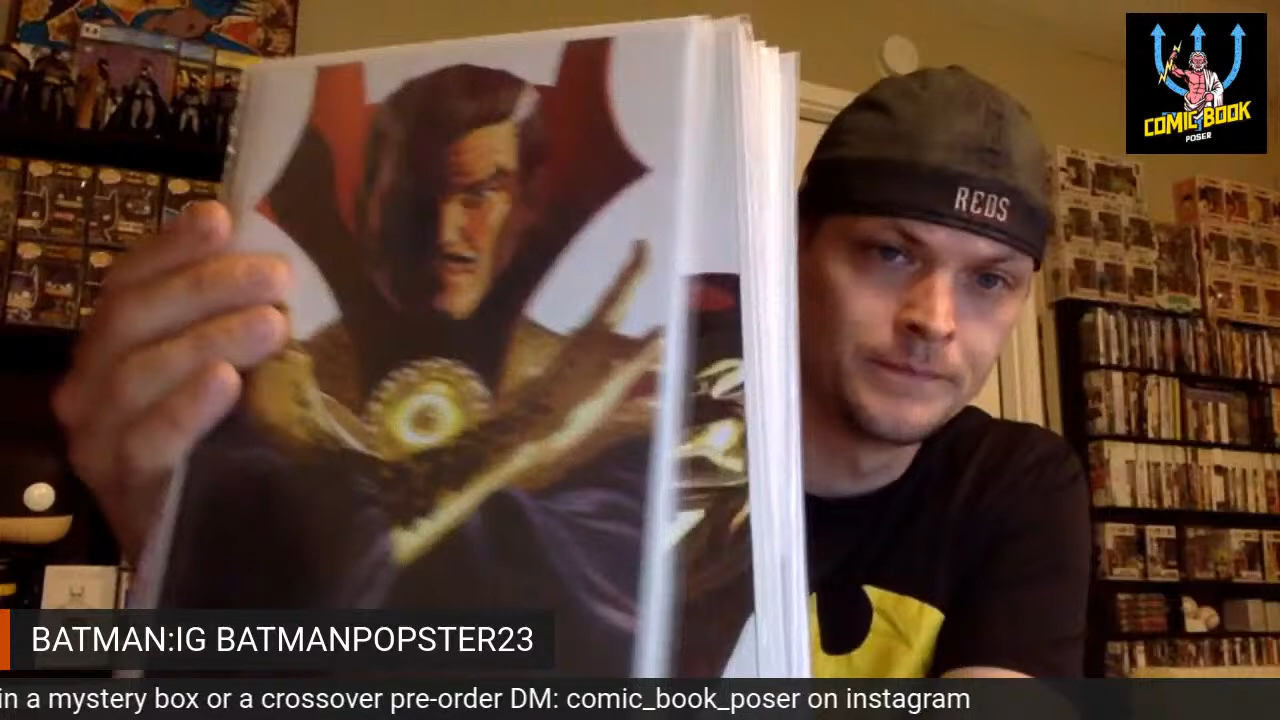 COMIC BOOK
POSER
REDS
BATMAN:IG BATMANPOPSTER23
in a mystery box or a crossover pre-order DM: comic_book_poser on instagram